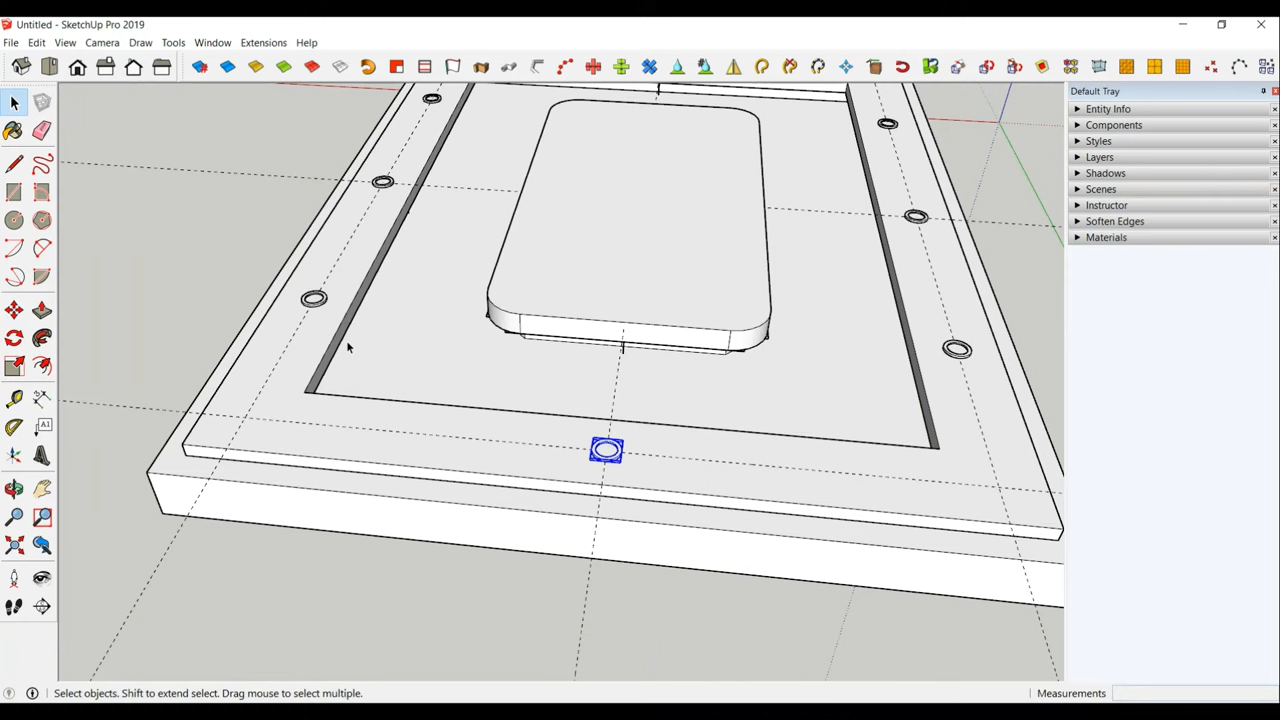 Untitled - SketchUp Pro 2019
File Edit View Camera Draw Tools Window Extensions Help
Default Tray
Entity Info
Components
Styles
Layers
Shadows
Scenes
Instructor
Soften Edges
Materials
A1
Select objects. Shift to extend select. Drag mouse to select multiple.
Measurements